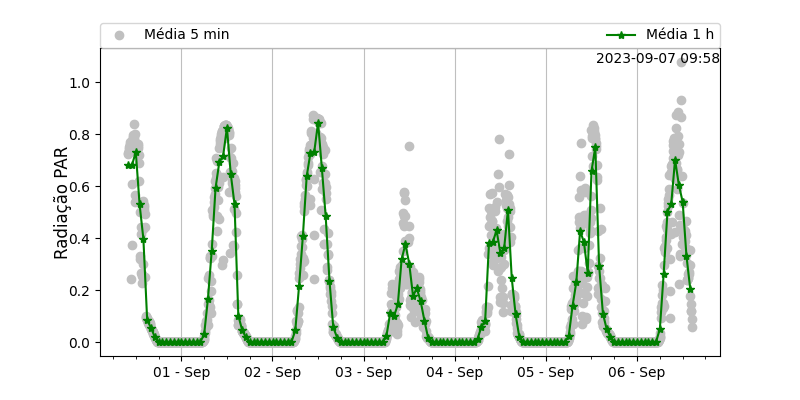 Média 5 min
Média 1 h
2023-09-07 09:58
Radiação PAR
1.0
0.8
0.6
0.4
0.2
0.0
01 - Sep
02 - Sep
03 - Sep
04 - Sep
05 - Sep
06 - Sep